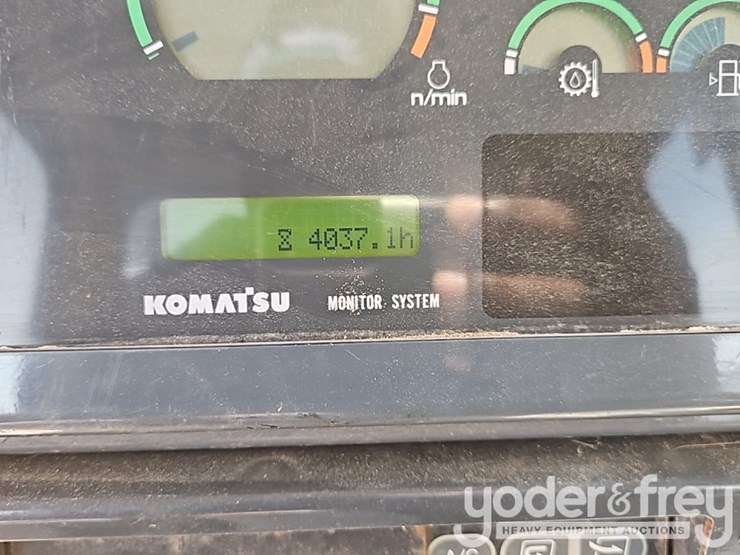 n/min
4037.1h
KOMATSU MONITOR SYSTEM
yoder&frey
HEAVY EQUIPMENT AUCTIONS